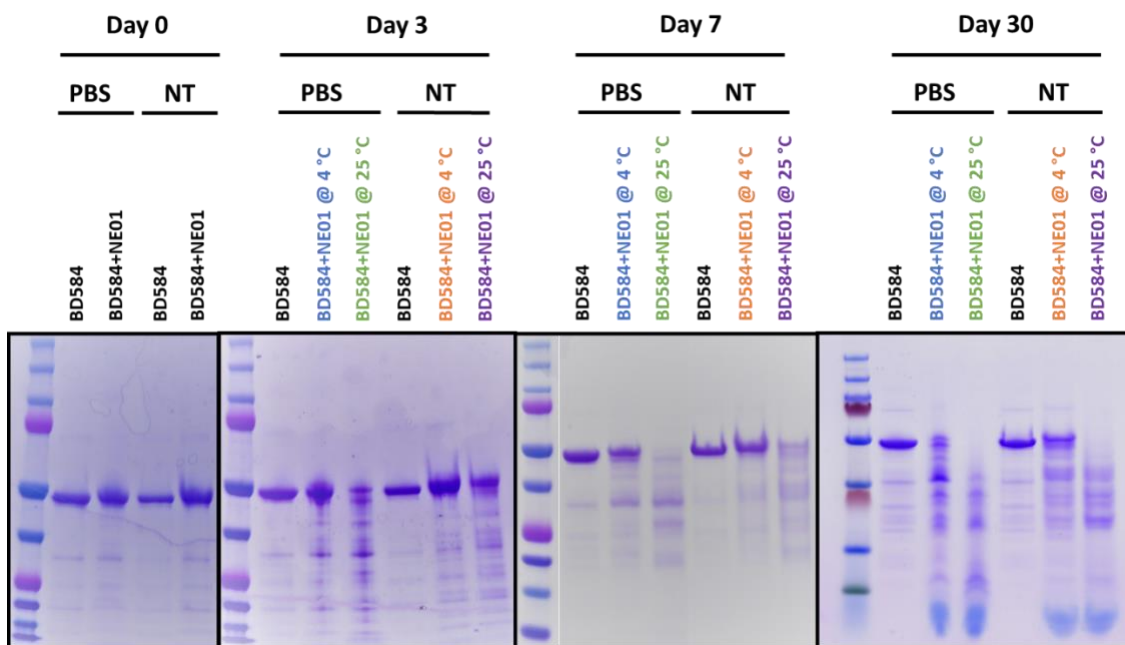 Day 0
Day 3
Day 7
Day 30
PBS
NT
PBS
NT
PBS
NT
PBS
NT
BD584
BD584+NE01
BD584
BD584+NE01
BD584
BD584+NE01 @ 4 °C
BD584+NE01 @ 25 °C
BD584
BD584+NE01 @ 4 °C
BD584+NE01 @ 25 °C
BD584
BD584+NE01 @ 4 °C
BD584+NE01 @ 25 °C
BD584
BD584+NE01 @ 4 °C
BD584+NE01 @ 25 °C
BD584
BD584+NE01 @ 4 °C
BD584+NE01 @ 25 °C
BD584
BD584+NE01 @ 4 °C
BD584+NE01 @ 25 °C